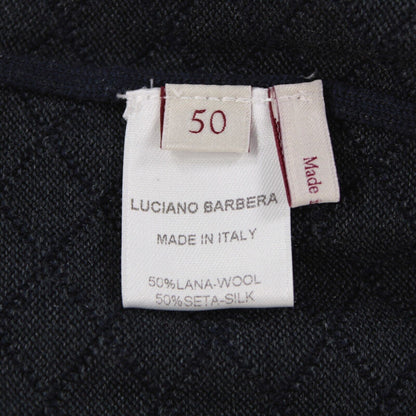 50
Made
LUCIANO BARBERA
MADE IN ITALY
50%LANA-WOOL
50%SETA-SILK